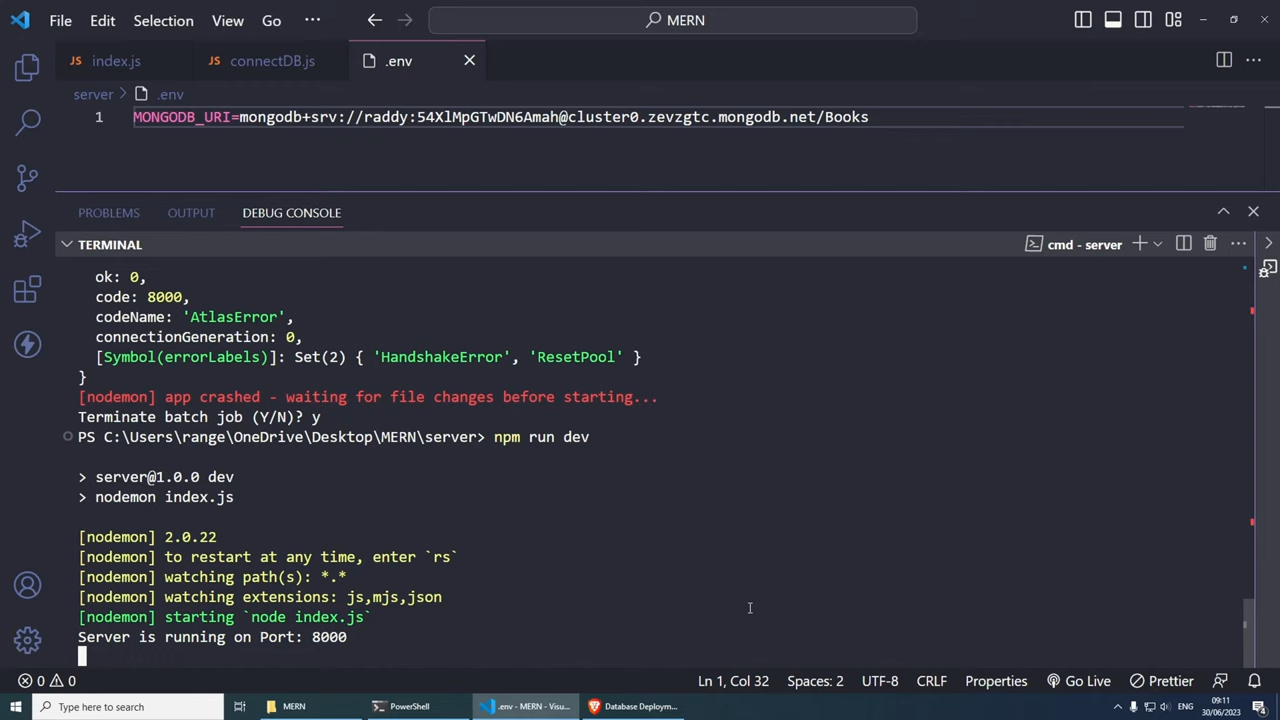 File Edit Selection View Go ··· MERN
JS index.js JS connectDB.js .env
server > .env
1 MONGODB_URI=mongodb+srv://raddy:54XlMpGTwDN6Amah@cluster0.zevzgtc.mongodb.net/Books
PROBLEMS OUTPUT DEBUG CONSOLE
TERMINAL cmd - server
ok: 0,
code: 8000,
codeName: 'AtlasError',
connectionGeneration: 0,
[Symbol(errorLabels)]: Set(2) { 'HandshakeError', 'ResetPool' }
}
[nodemon] app crashed - waiting for file changes before starting...
Terminate batch job (Y/N)? y
PS C:\Users\range\OneDrive\Desktop\MERN\server> npm run dev
> server@1.0.0 dev
> nodemon index.js
[nodemon] 2.0.22
[nodemon] to restart at any time, enter `rs`
[nodemon] watching path(s): *.*
[nodemon] watching extensions: js,mjs,json
[nodemon] starting `node index.js`
Server is running on Port: 8000
0 0 Ln 1, Col 32 Spaces: 2 UTF-8 CRLF Properties Go Live Prettier
Type here to search MERN PowerShell .env - MERN - Visu... Database Deploym... ENG 09:11
30/06/2023 4